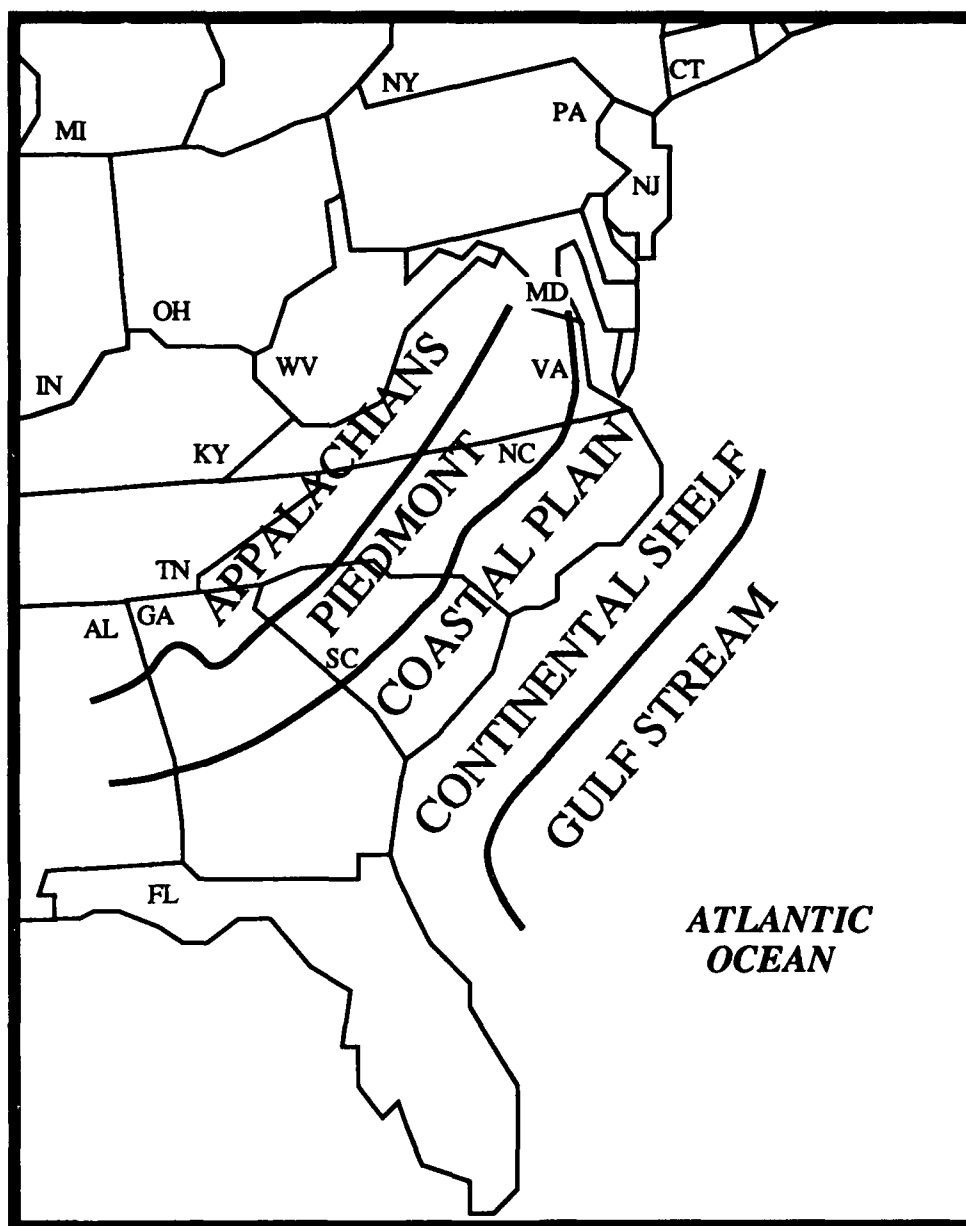 NY
CT
MI
PA
NJ
OH
MD
WV
VA
IN
KY
NC
TN
AL
GA
SC
FL
APPALACHIANS
PIEDMONT
COASTAL PLAIN
CONTINENTAL SHELF
GULF STREAM
ATLANTIC
OCEAN